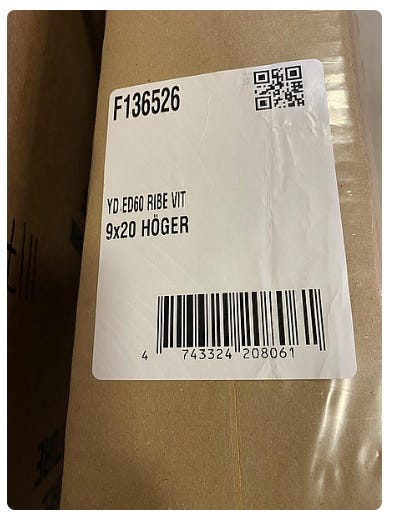 F136526
YD ED60 RIBE VIT
9x20 HÖGER
4 743324 208061